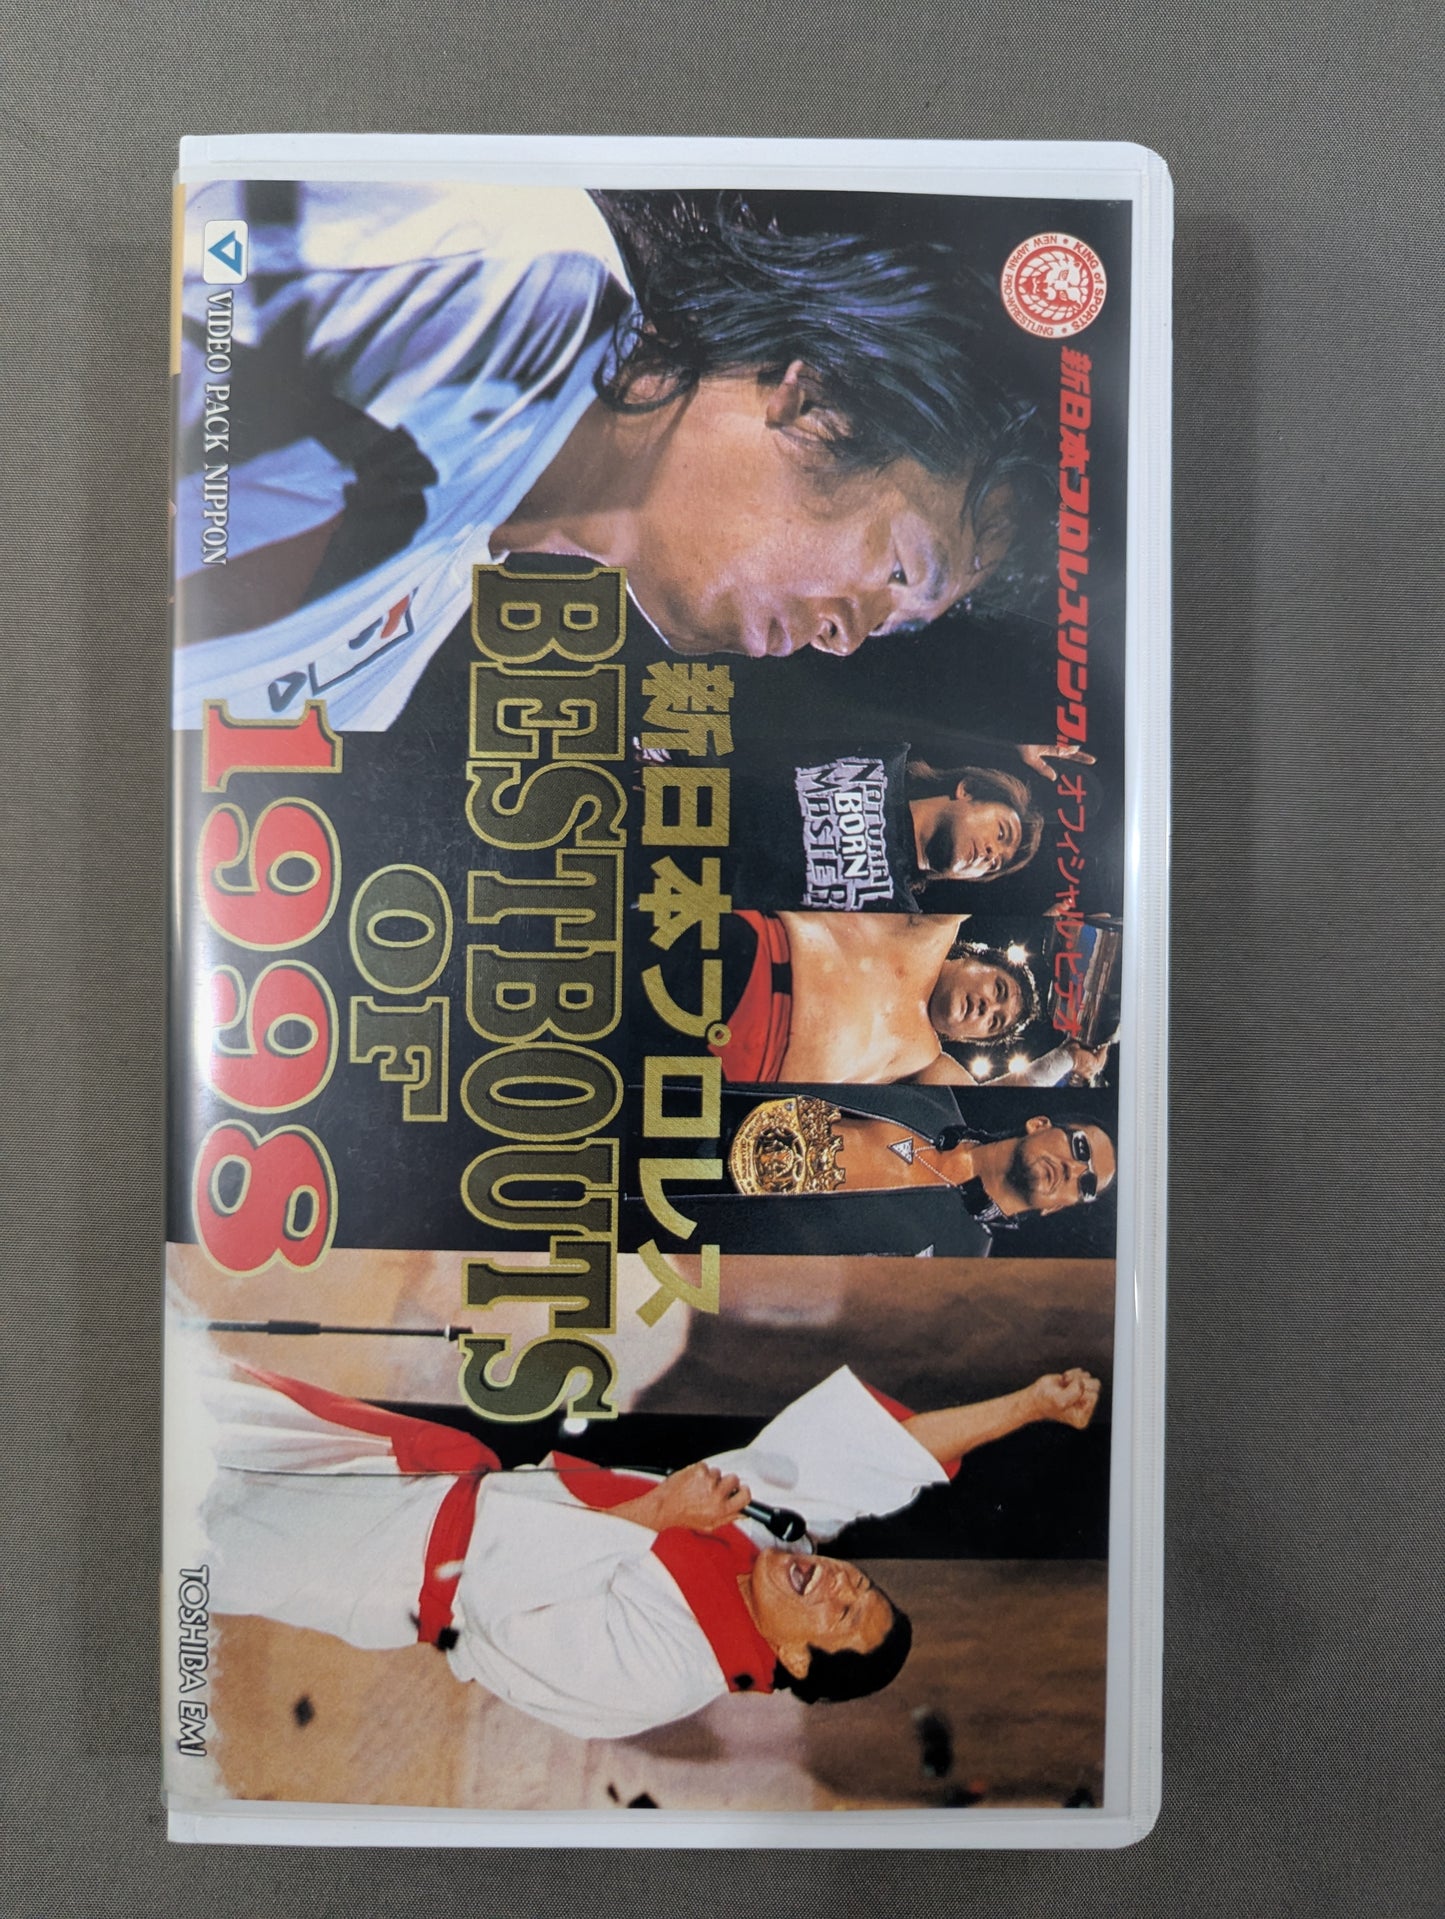 KING of SPORTS
NEW JAPAN PRO-WRESTLING
新日本プロレスリング㈱オフィシャル・ビデオ
NATURAL
BORN
MASTER
新日本プロレス
BESTBOUTS
OF
1998
VIDEO PACK NIPPON
TOSHIBA EMI